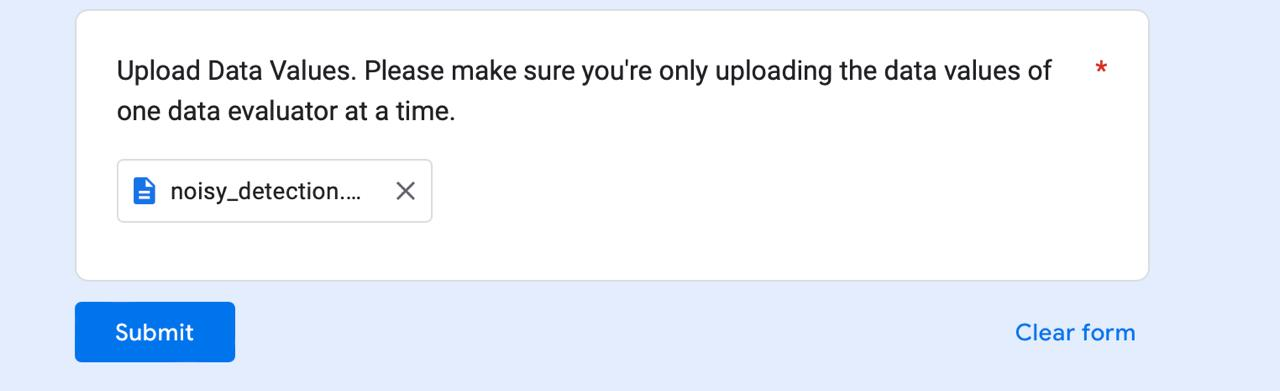 Upload Data Values. Please make sure you're only uploading the data values of *
one data evaluator at a time.
noisy_detection....
Submit
Clear form